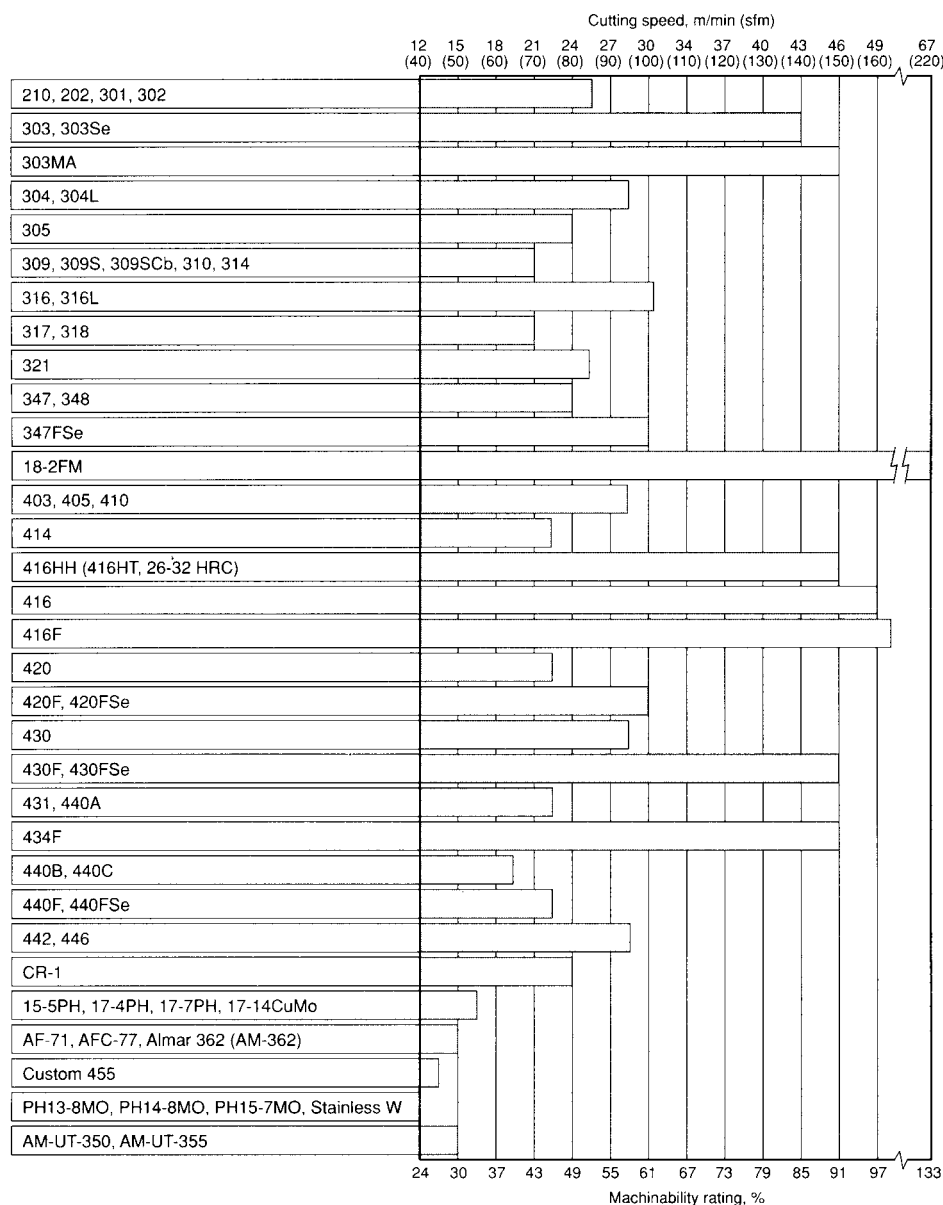 Cutting speed, m/min (sfm)
12 15 18 21 24 27 30 34 37 40 43 46 49 67
(40) (50) (60) (70) (80) (90) (100) (110) (120) (130) (140) (150) (160) (220)
210, 202, 301, 302
303, 303Se
303MA
304, 304L
305
309, 309S, 309SCb, 310, 314
316, 316L
317, 318
321
347, 348
347FSe
18-2FM
403, 405, 410
414
416HH (416HT, 26-32 HRC)
416
416F
420
420F, 420FSe
430
430F, 430FSe
431, 440A
434F
440B, 440C
440F, 440FSe
442, 446
CR-1
15-5PH, 17-4PH, 17-7PH, 17-14CuMo
AF-71, AFC-77, Almar 362 (AM-362)
Custom 455
PH13-8MO, PH14-8MO, PH15-7MO, Stainless W
AM-UT-350, AM-UT-355
24 30 37 43 49 55 61 67 73 79 85 91 97 133
Machinability rating, %